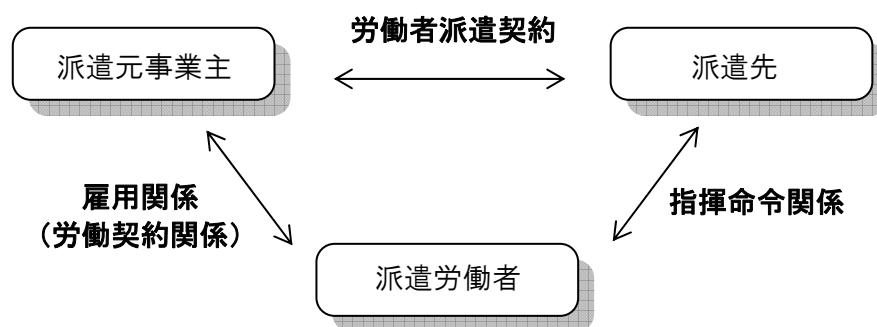 労働者派遣契約
派遣元事業主
派遣先
雇用関係
（労働契約関係）
指揮命令関係
派遣労働者